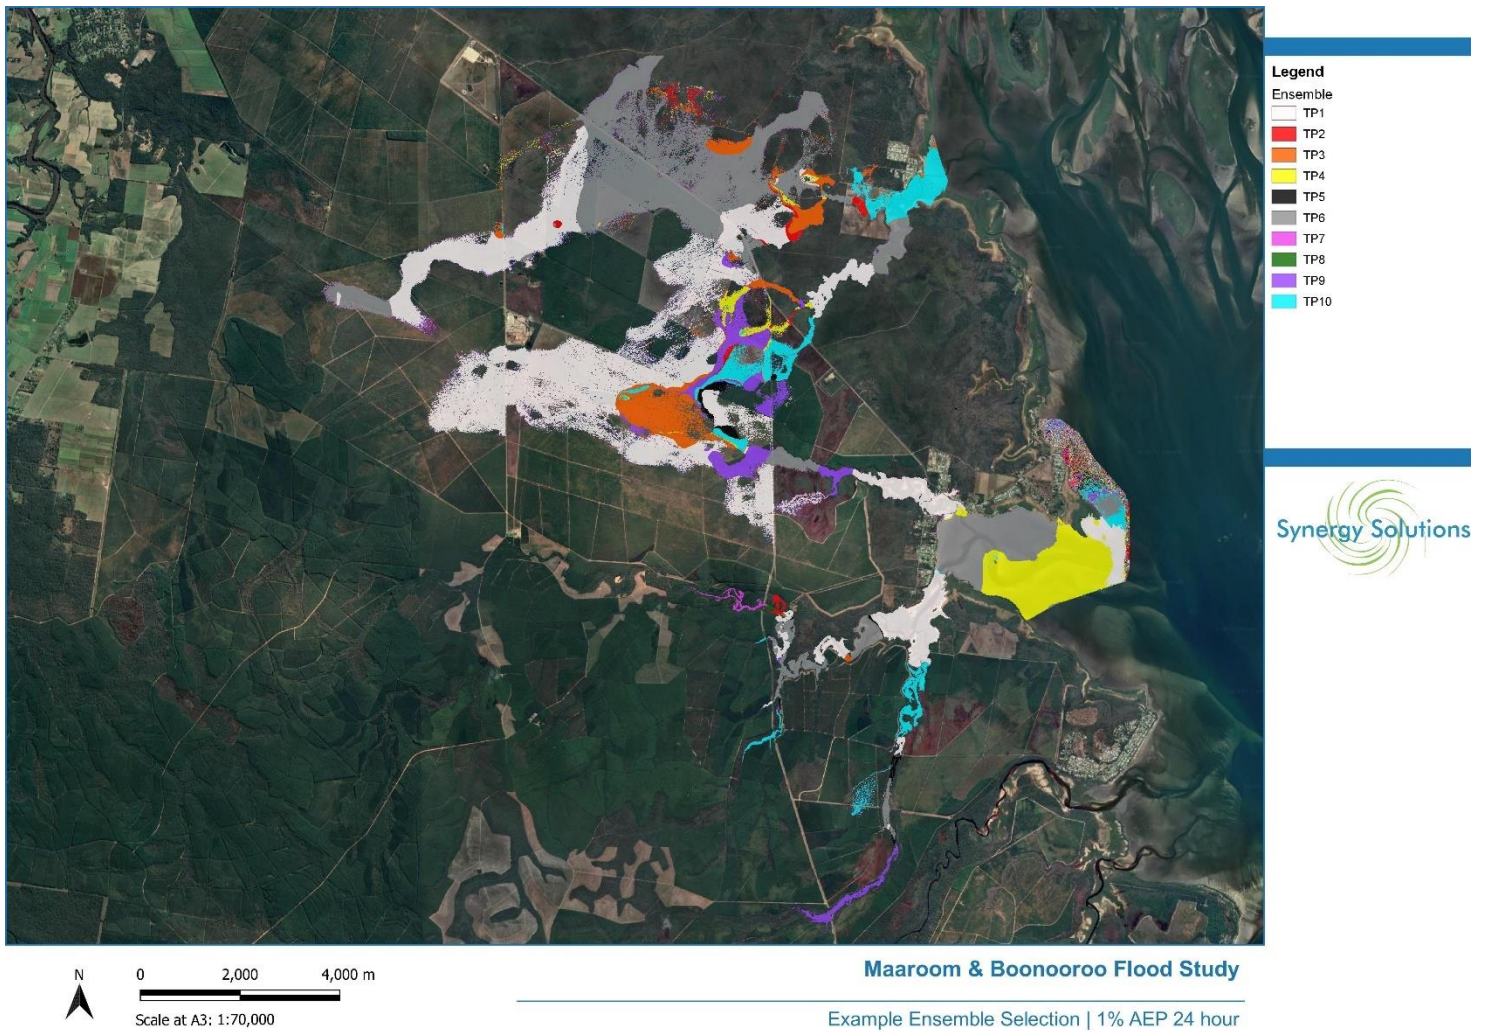 Legend
Ensemble
TP1
TP2
TP3
TP4
TP5
TP6
TP7
TP8
TP9
TP10
Synergy Solutions
N
0 2,000 4,000 m
Scale at A3: 1:70,000
Maaroom & Boonooroo Flood Study
Example Ensemble Selection | 1% AEP 24 hour